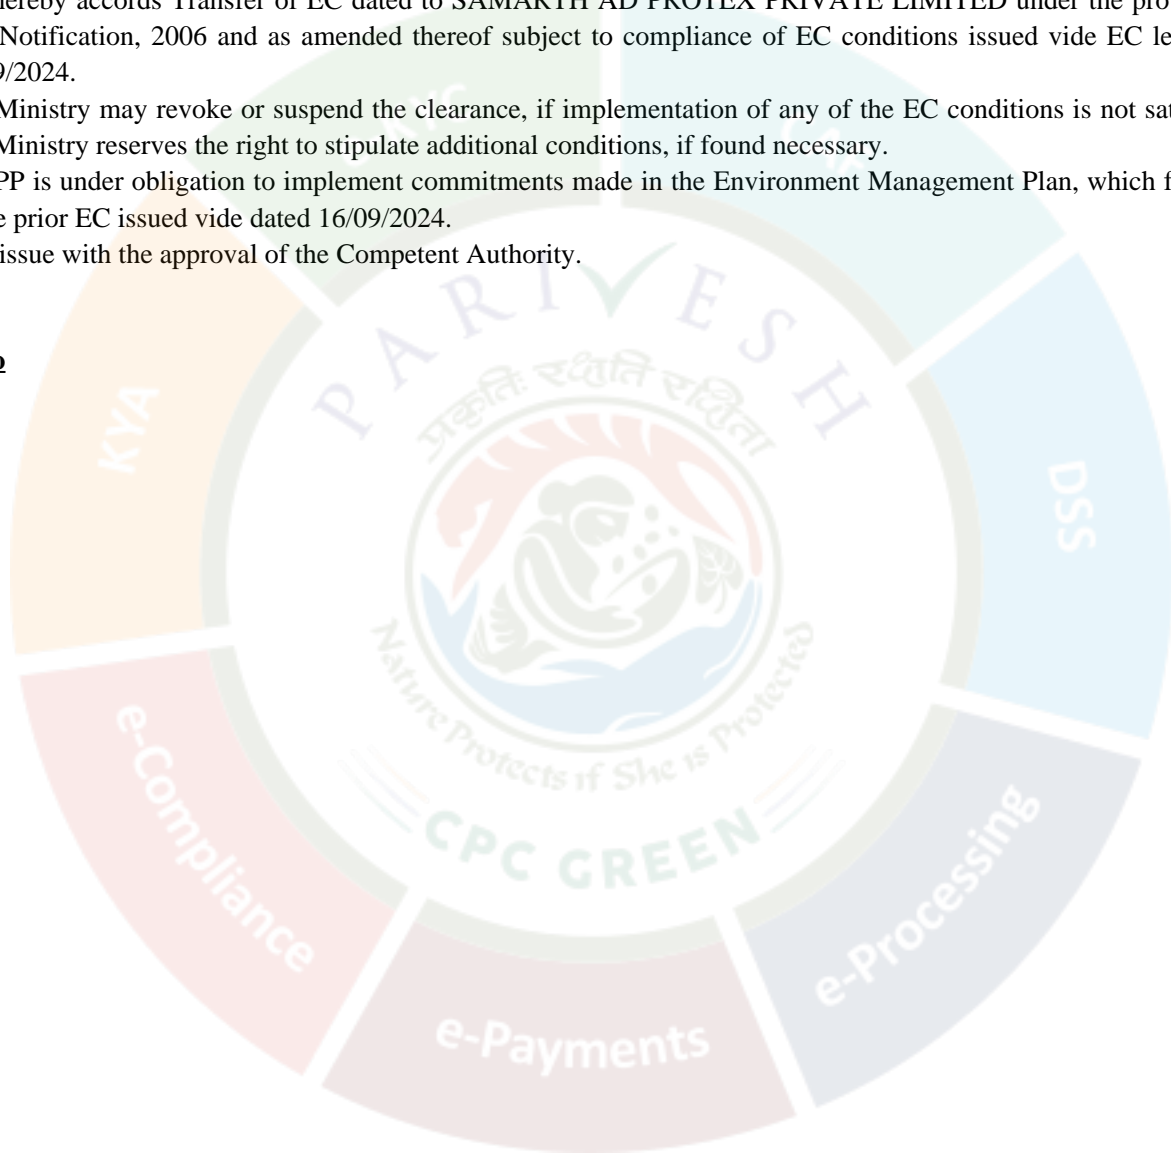 ereby accords Transfer of EC dated to SAMARTH AD PROTEX PRIVATE LIMITED under the pro
Notification, 2006 and as amended thereof subject to compliance of EC conditions issued vide EC le
9/2024.
Ministry may revoke or suspend the clearance, if implementation of any of the EC conditions is not sat
Ministry reserves the right to stipulate additional conditions, if found necessary.
PP is under obligation to implement commitments made in the Environment Management Plan, which f
e prior EC issued vide dated 16/09/2024.
issue with the approval of the Competent Authority.
PARIVESH
प्रकृतिः रक्षति रक्षिता
KYA
DSS
Nature Protects if She is Protected
CPC GREEN
e-Compliance
e-Processing
e-Payments